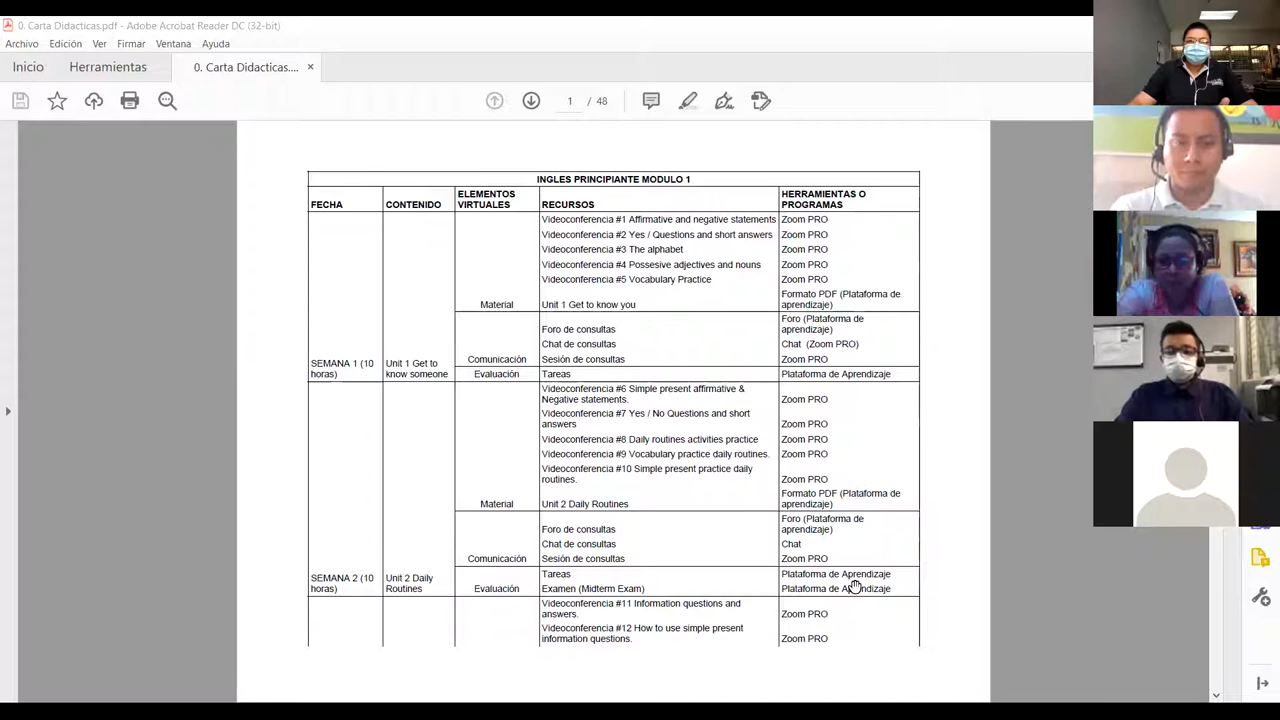 0. Carta Didacticas.pdf - Adobe Acrobat Reader DC (32-bit)
Archivo Edición Ver Firmar Ventana Ayuda
Inicio Herramientas 0. Carta Didacticas.... ×
1 / 48
INGLES PRINCIPIANTE MODULO 1
FECHA CONTENIDO ELEMENTOS VIRTUALES RECURSOS HERRAMIENTAS O PROGRAMAS
Videoconferencia #1 Affirmative and negative statements Zoom PRO
Videoconferencia #2 Yes / Questions and short answers Zoom PRO
Videoconferencia #3 The alphabet Zoom PRO
Videoconferencia #4 Possesive adjectives and nouns Zoom PRO
Videoconferencia #5 Vocabulary Practice Zoom PRO
Formato PDF (Plataforma de
Material Unit 1 Get to know you aprendizaje)
Foro (Plataforma de
Foro de consultas aprendizaje)
Chat de consultas Chat (Zoom PRO)
Comunicación Sesión de consultas Zoom PRO
SEMANA 1 (10 Unit 1 Get to
horas) know someone Evaluación Tareas Plataforma de Aprendizaje
Videoconferencia #6 Simple present affirmative &
Negative statements. Zoom PRO
Videoconferencia #7 Yes / No Questions and short
answers Zoom PRO
Videoconferencia #8 Daily routines activities practice Zoom PRO
Videoconferencia #9 Vocabulary practice daily routines. Zoom PRO
Videoconferencia #10 Simple present practice daily
routines. Zoom PRO
Formato PDF (Plataforma de
Material Unit 2 Daily Routines aprendizaje)
Foro (Plataforma de
Foro de consultas aprendizaje)
Chat de consultas Chat
Comunicación Sesión de consultas Zoom PRO
SEMANA 2 (10 Unit 2 Daily Tareas Plataforma de Aprendizaje
horas) Routines Evaluación Examen (Midterm Exam) Plataforma de Aprendizaje
Videoconferencia #11 Information questions and
answers. Zoom PRO
Videoconferencia #12 How to use simple present
information questions. Zoom PRO